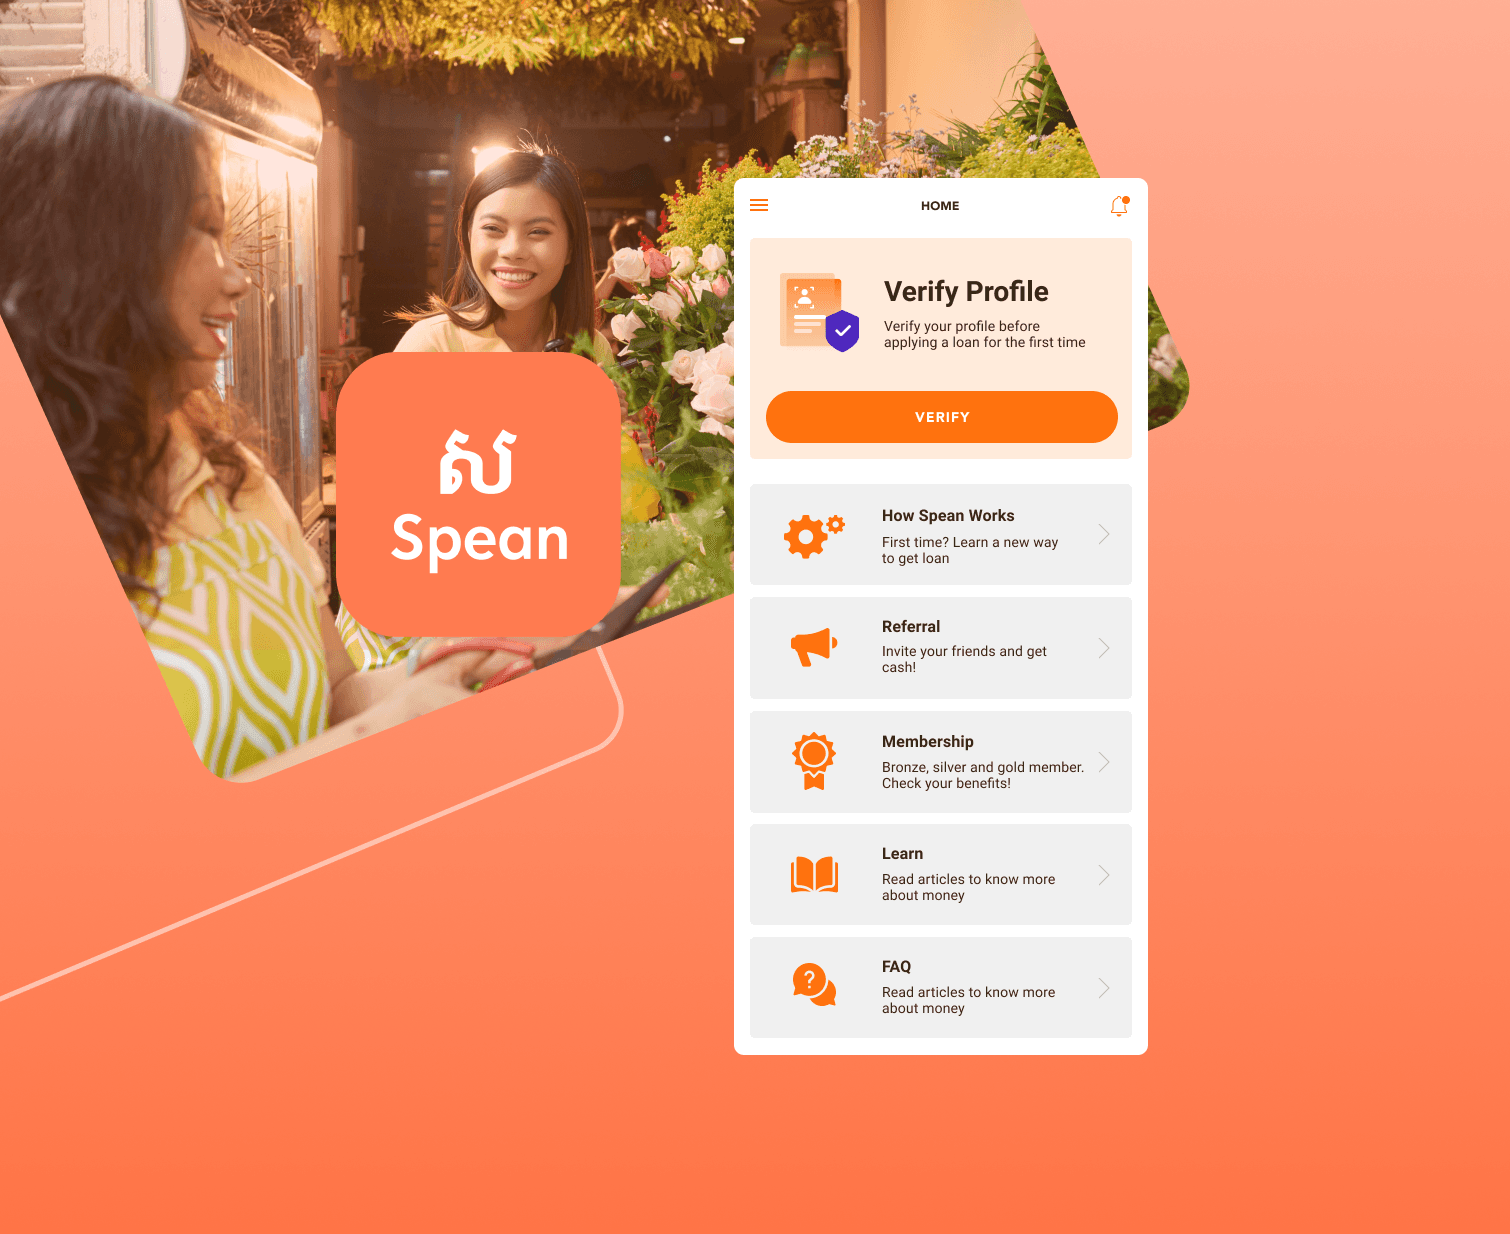 ស
Spean
HOME
Verify Profile
Verify your profile before
applying a loan for the first time
VERIFY
How Spean Works
First time? Learn a new way
to get loan
Referral
Invite your friends and get
cash!
Membership
Bronze, silver and gold member.
Check your benefits!
Learn
Read articles to know more
about money
?
FAQ
Read articles to know more
about money